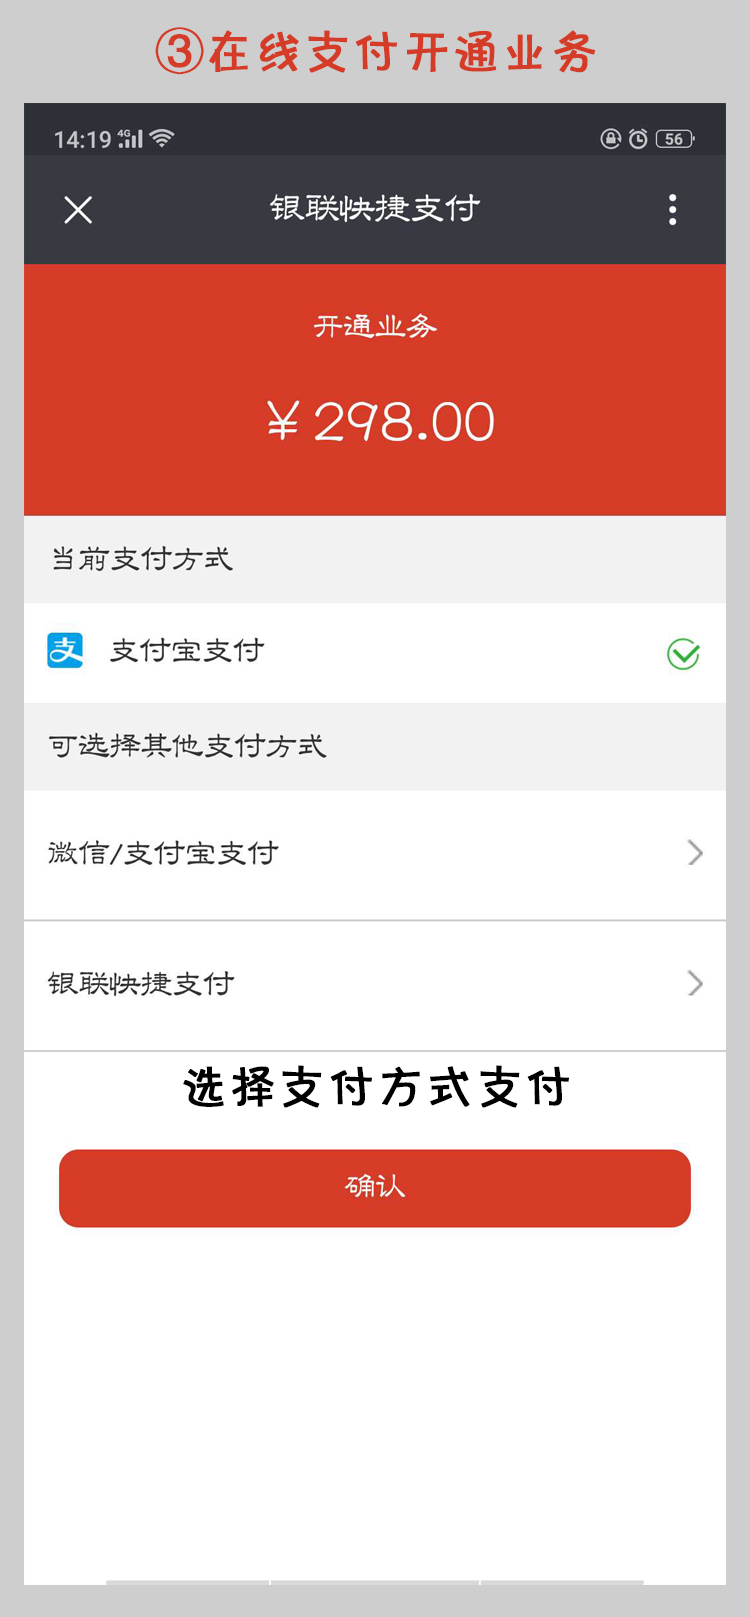 ③在线支付开通业务
14:19 4G 56
银联快捷支付
开通业务
￥298.00
当前支付方式
支 支付宝支付
可选择其他支付方式
微信/支付宝支付
银联快捷支付
选择支付方式支付
确认